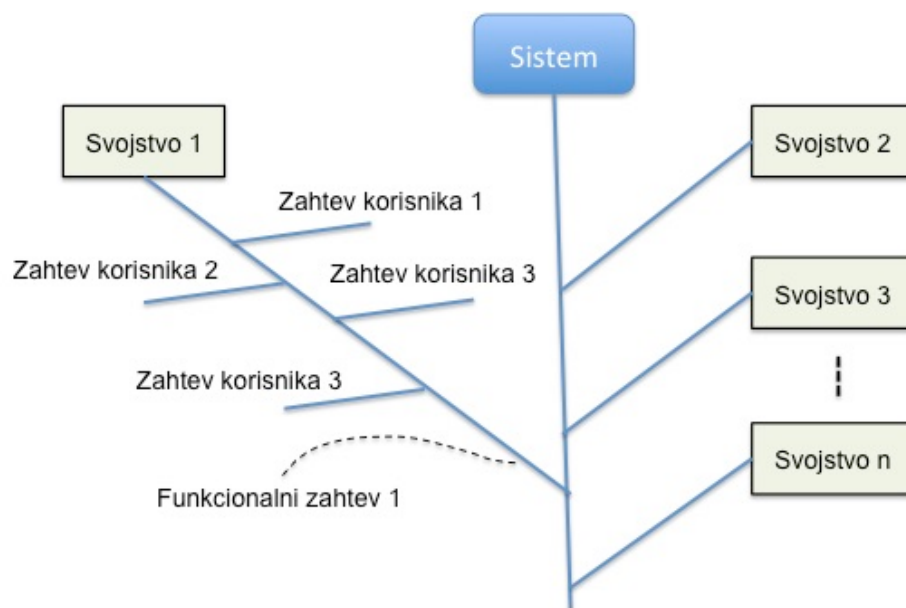 Sistem
Svojstvo 1
Svojstvo 2
Zahtev korisnika 1
Zahtev korisnika 2
Zahtev korisnika 3
Svojstvo 3
Zahtev korisnika 3
Svojstvo n
Funkcionalni zahtev 1